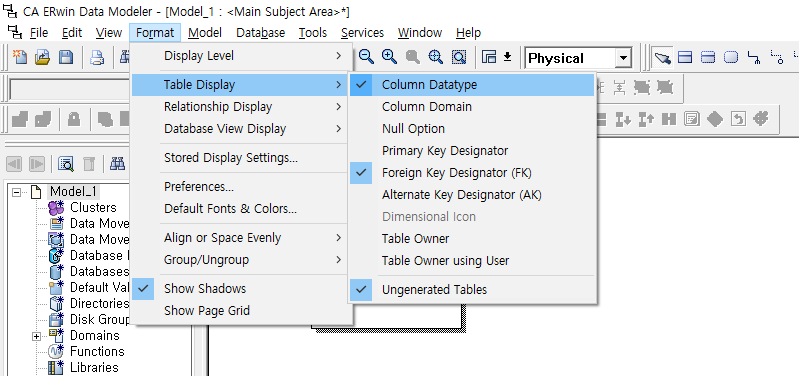 CA ERwin Data Modeler - [Model_1 : <Main Subject Area>*]
File Edit View Format Model Database Tools Services Window Help
Physical
Display Level
Table Display
Relationship Display
Database View Display
Stored Display Settings...
Preferences...
Default Fonts & Colors...
Align or Space Evenly
Group/Ungroup
Show Shadows
Show Page Grid
Column Datatype
Column Domain
Null Option
Primary Key Designator
Foreign Key Designator (FK)
Alternate Key Designator (AK)
Dimensional Icon
Table Owner
Table Owner using User
Ungenerated Tables
Model_1
Clusters
Data Move
Data Move
Database
Databases
Default Val
Directories
Disk Group
Domains
Functions
Libraries